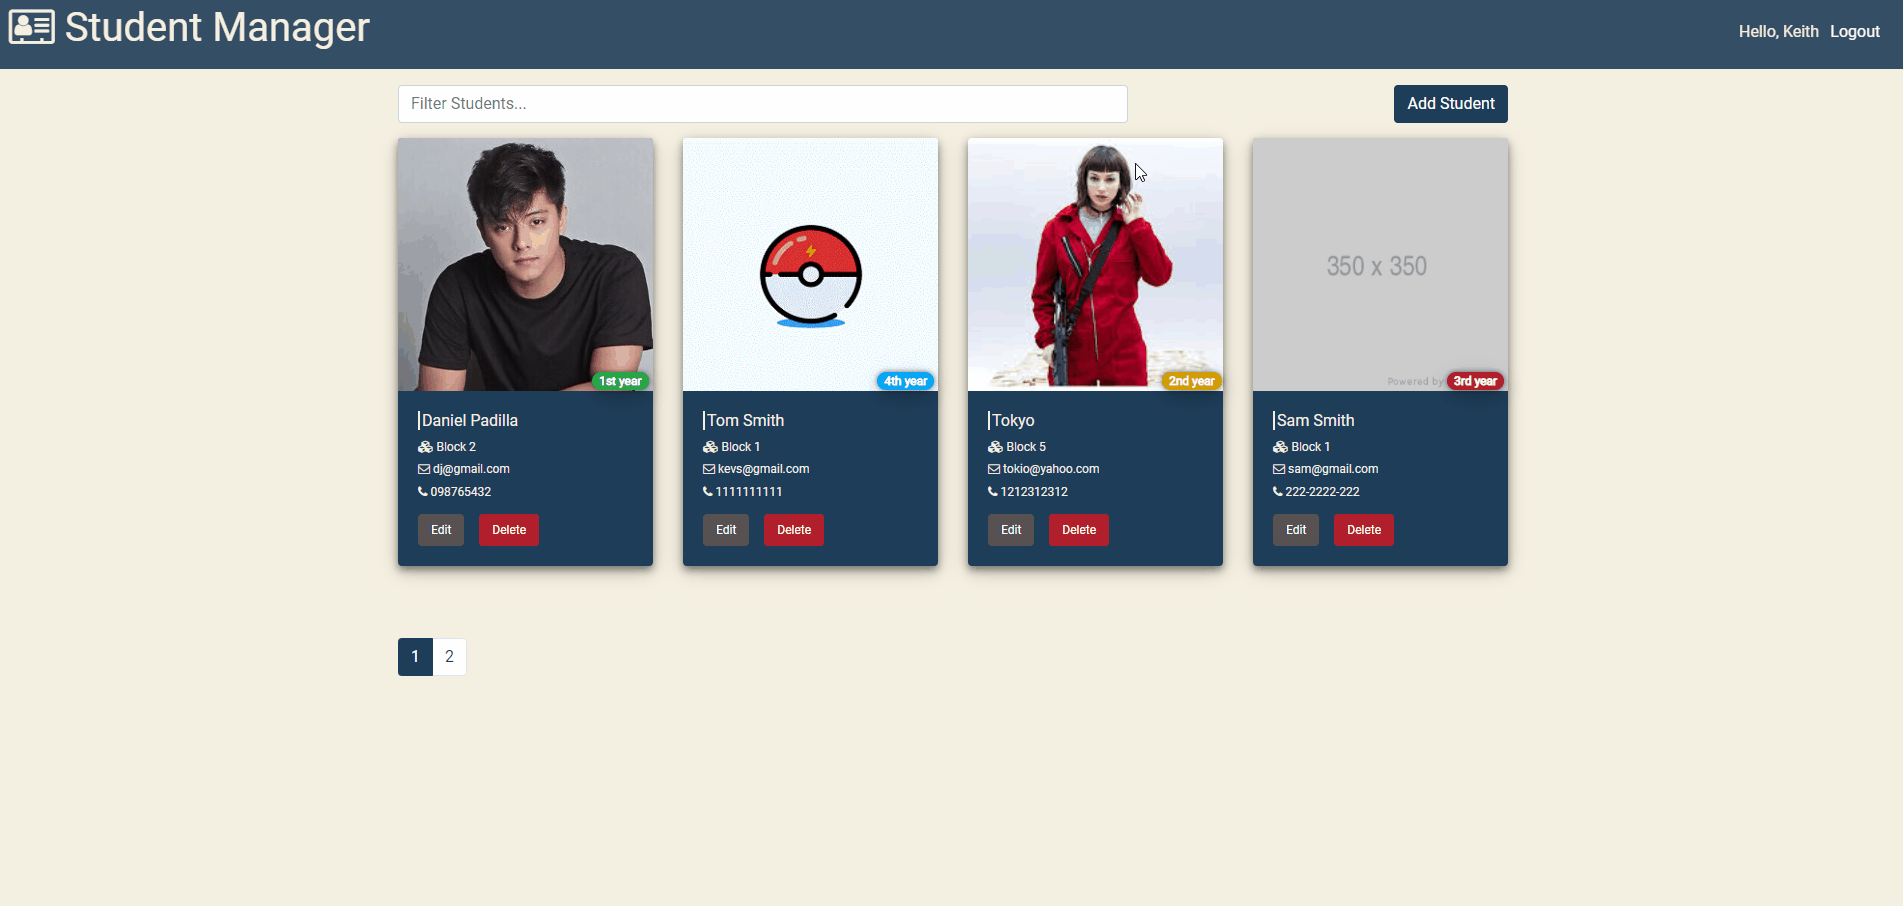 Student Manager
Hello, Keith Logout
Filter Students...
Add Student
1st year
Daniel Padilla
Block 2
dj@gmail.com
098765432
Edit Delete
4th year
Tom Smith
Block 1
kevs@gmail.com
1111111111
Edit Delete
2nd year
Tokyo
Block 5
tokio@yahoo.com
1212312312
Edit Delete
350 x 350
Powered by
3rd year
Sam Smith
Block 1
sam@gmail.com
222-2222-222
Edit Delete
1 2